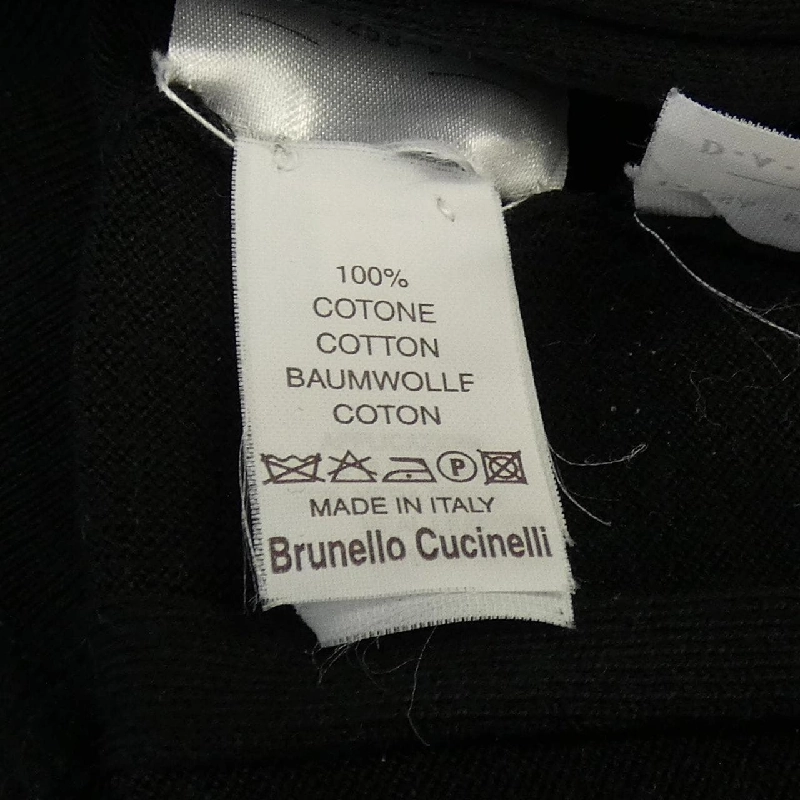 100%
COTONE
COTTON
BAUMWOLLE
COTON
P
MADE IN ITALY
Brunello Cucinelli
D-V-